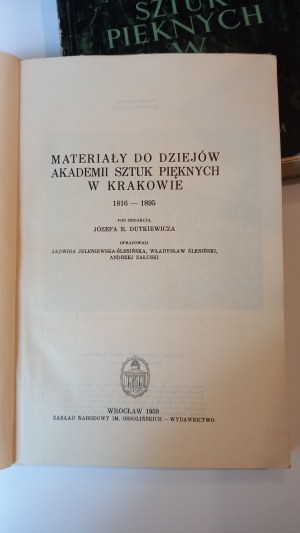 SZTUK
PIĘKNYCH
W
MATERIAŁY DO DZIEJÓW
AKADEMII SZTUK PIĘKNYCH
W KRAKOWIE
1816 — 1895
POD REDAKCJĄ
JÓZEFA E. DUTKIEWICZA
OPRACOWALI
JADWIGA JELENIEWSKA-ŚLESIŃSKA, WŁADYSŁAW ŚLESIŃSKI,
ANDRZEJ ZAŁUSKI
WROCŁAW 1959
ZAKŁAD NARODOWY IM. OSSOLIŃSKICH — WYDAWNICTWO